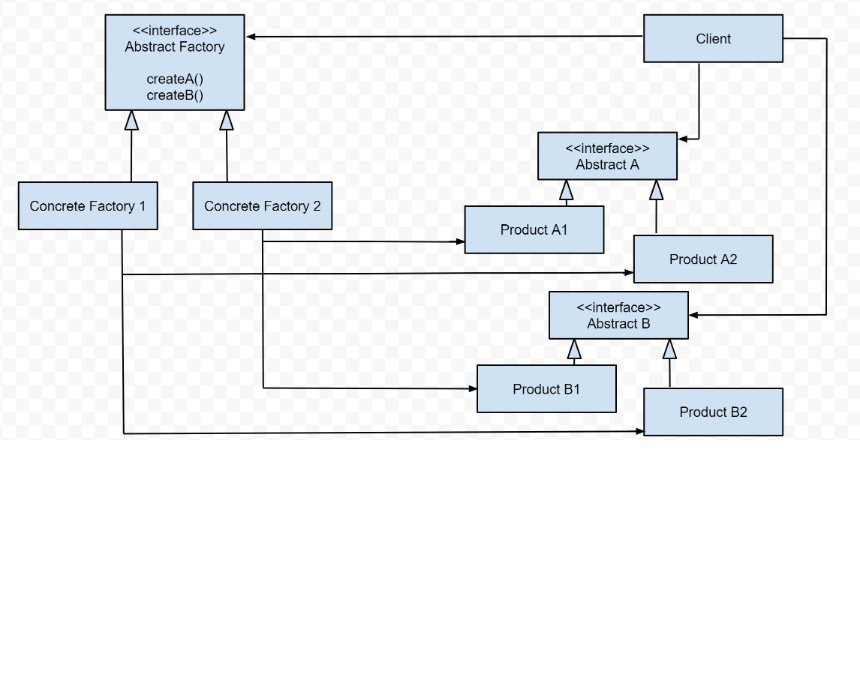 <<interface>>
Abstract Factory
createA()
createB()
Client
<<interface>>
Abstract A
Concrete Factory 1
Concrete Factory 2
Product A1
Product A2
<<interface>>
Abstract B
Product B1
Product B2